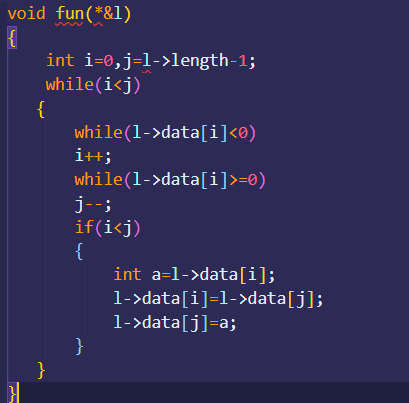 void fun(*&l)
{
int i=0,j=l->length-1;
while(i<j)
{
while(l->data[i]<0)
i++;
while(l->data[i]>=0)
j--;
if(i<j)
{
int a=l->data[i];
l->data[i]=l->data[j];
l->data[j]=a;
}
}
}